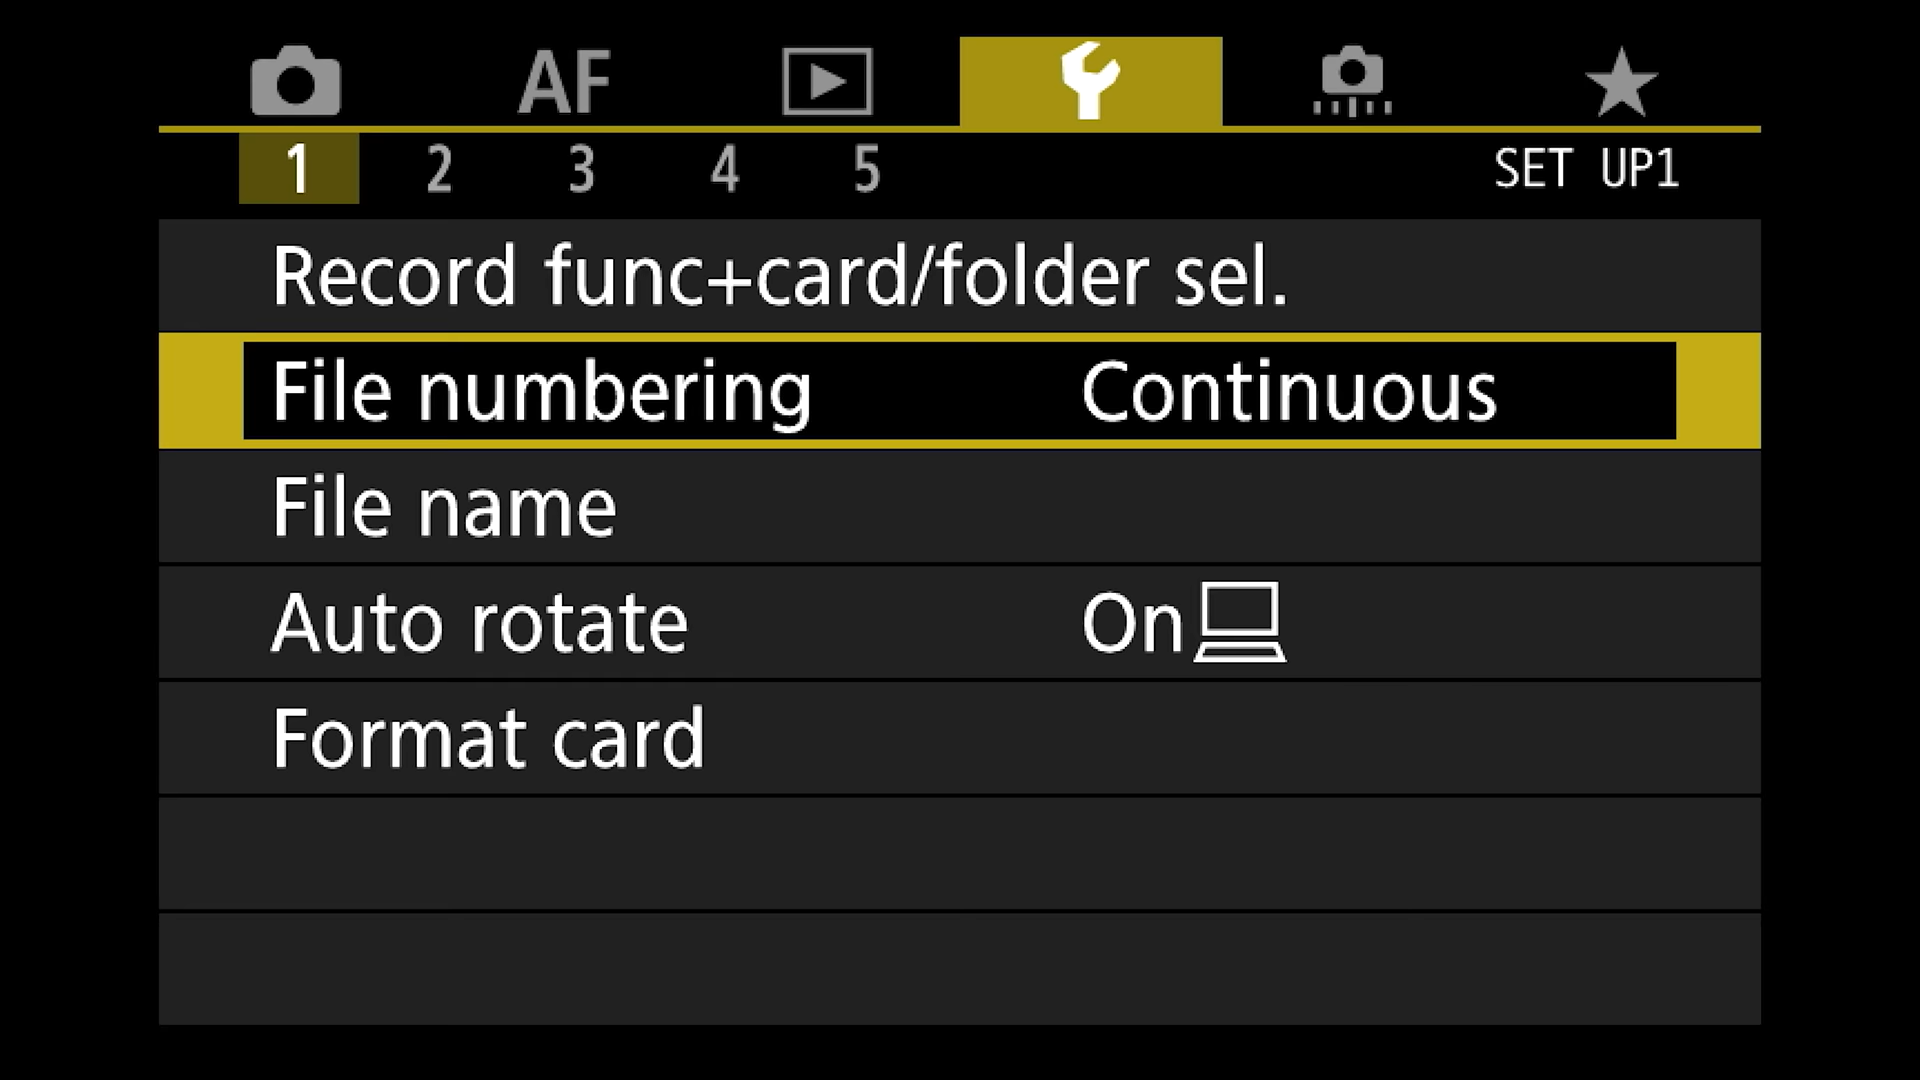 AF
1 2 3 4 5 SET UP1
Record func+card/folder sel.
File numbering Continuous
File name
Auto rotate On
Format card